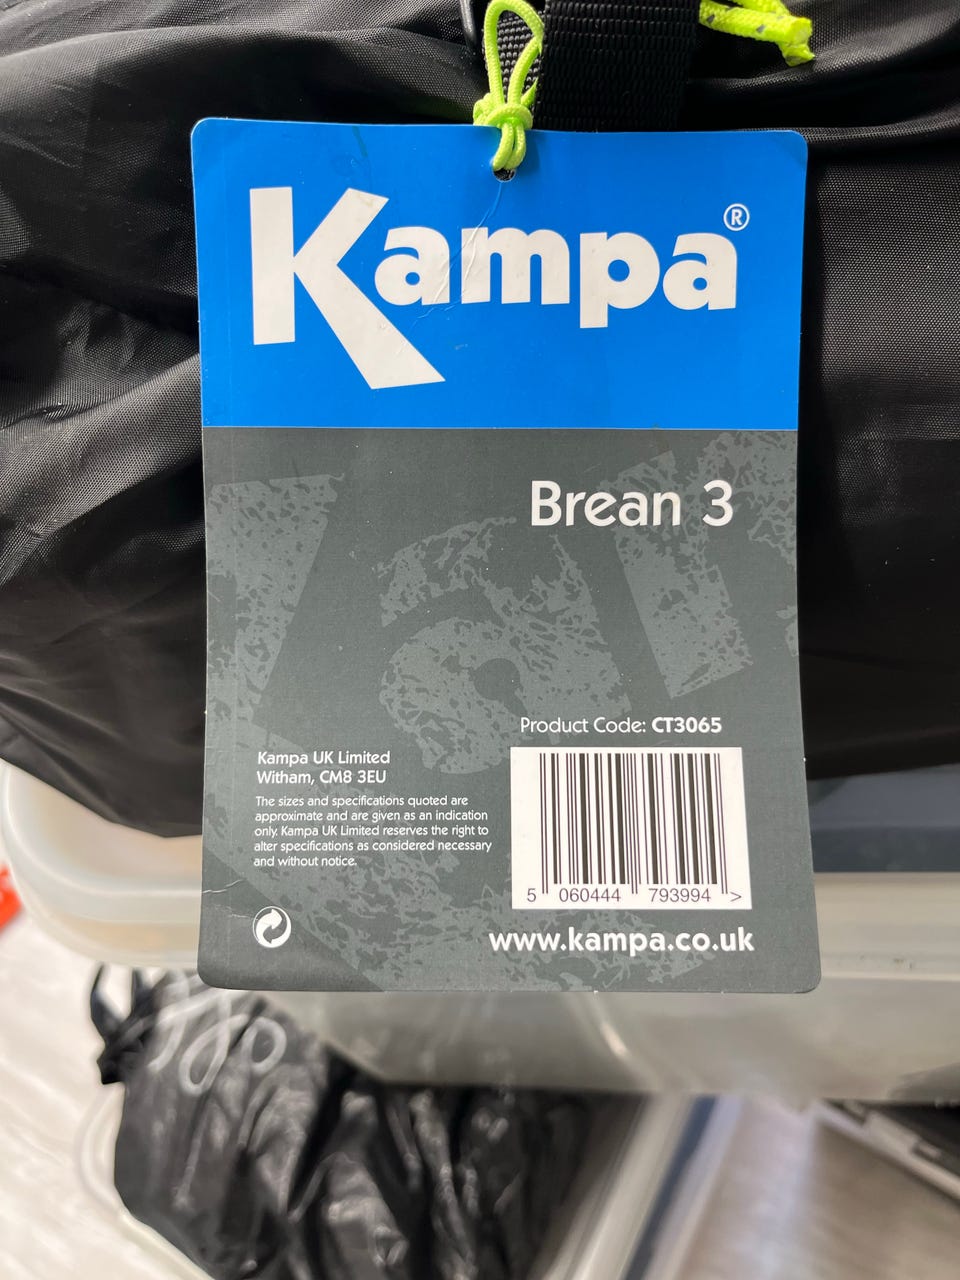 Kampa®
Brean 3
Product Code: CT3065
Kampa UK Limited
Witham, CM8 3EU
The sizes and specifications quoted are
approximate and are given as an indication
only. Kampa UK Limited reserves the right to
alter specifications as considered necessary
and without notice.
5 060444 793994 >
www.kampa.co.uk